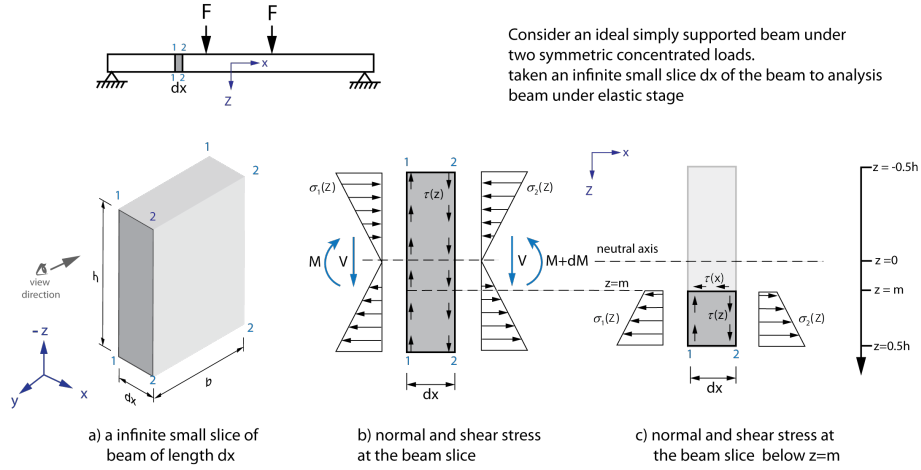 F F
Consider an ideal simply supported beam under
two symmetric concentrated loads.
taken an infinite small slice dx of the beam to analysis
beam under elastic stage
1 2
x
1 2
dx
Z
1
2
1
2
h
view
direction
-z
y
x
1
2
2
dx
b
a) a infinite small slice of
beam of length dx
1 2
σ₁(Z)
τ(z)
σ₂(Z)
M V
V M+dM
z=m
1 2
dx
b) normal and shear stress
at the beam slice
x
Z
neutral axis
τ(x)
σ₁(Z)
τ(z)
σ₂(Z)
1 2
dx
z= -0.5h
z=0
z= m
z=0.5h
c) normal and shear stress at
the beam slice below z=m